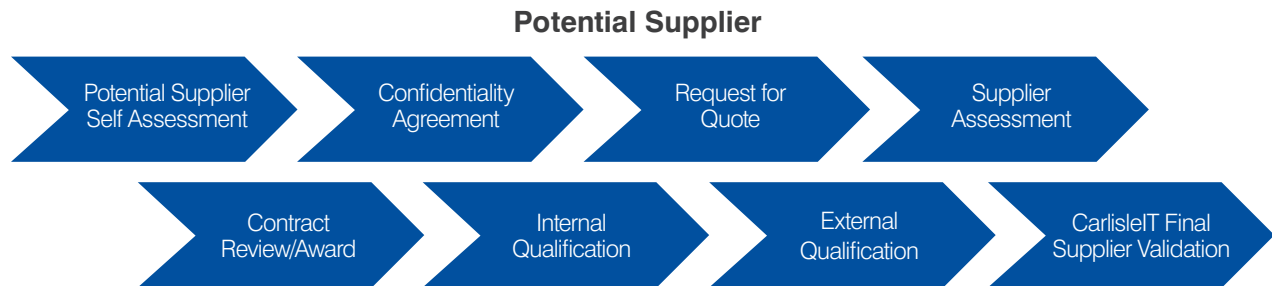 Potential Supplier
Potential Supplier
Self Assessment
Confidentiality
Agreement
Request for
Quote
Supplier
Assessment
Contract
Review/Award
Internal
Qualification
External
Qualification
CarlisleIT Final
Supplier Validation